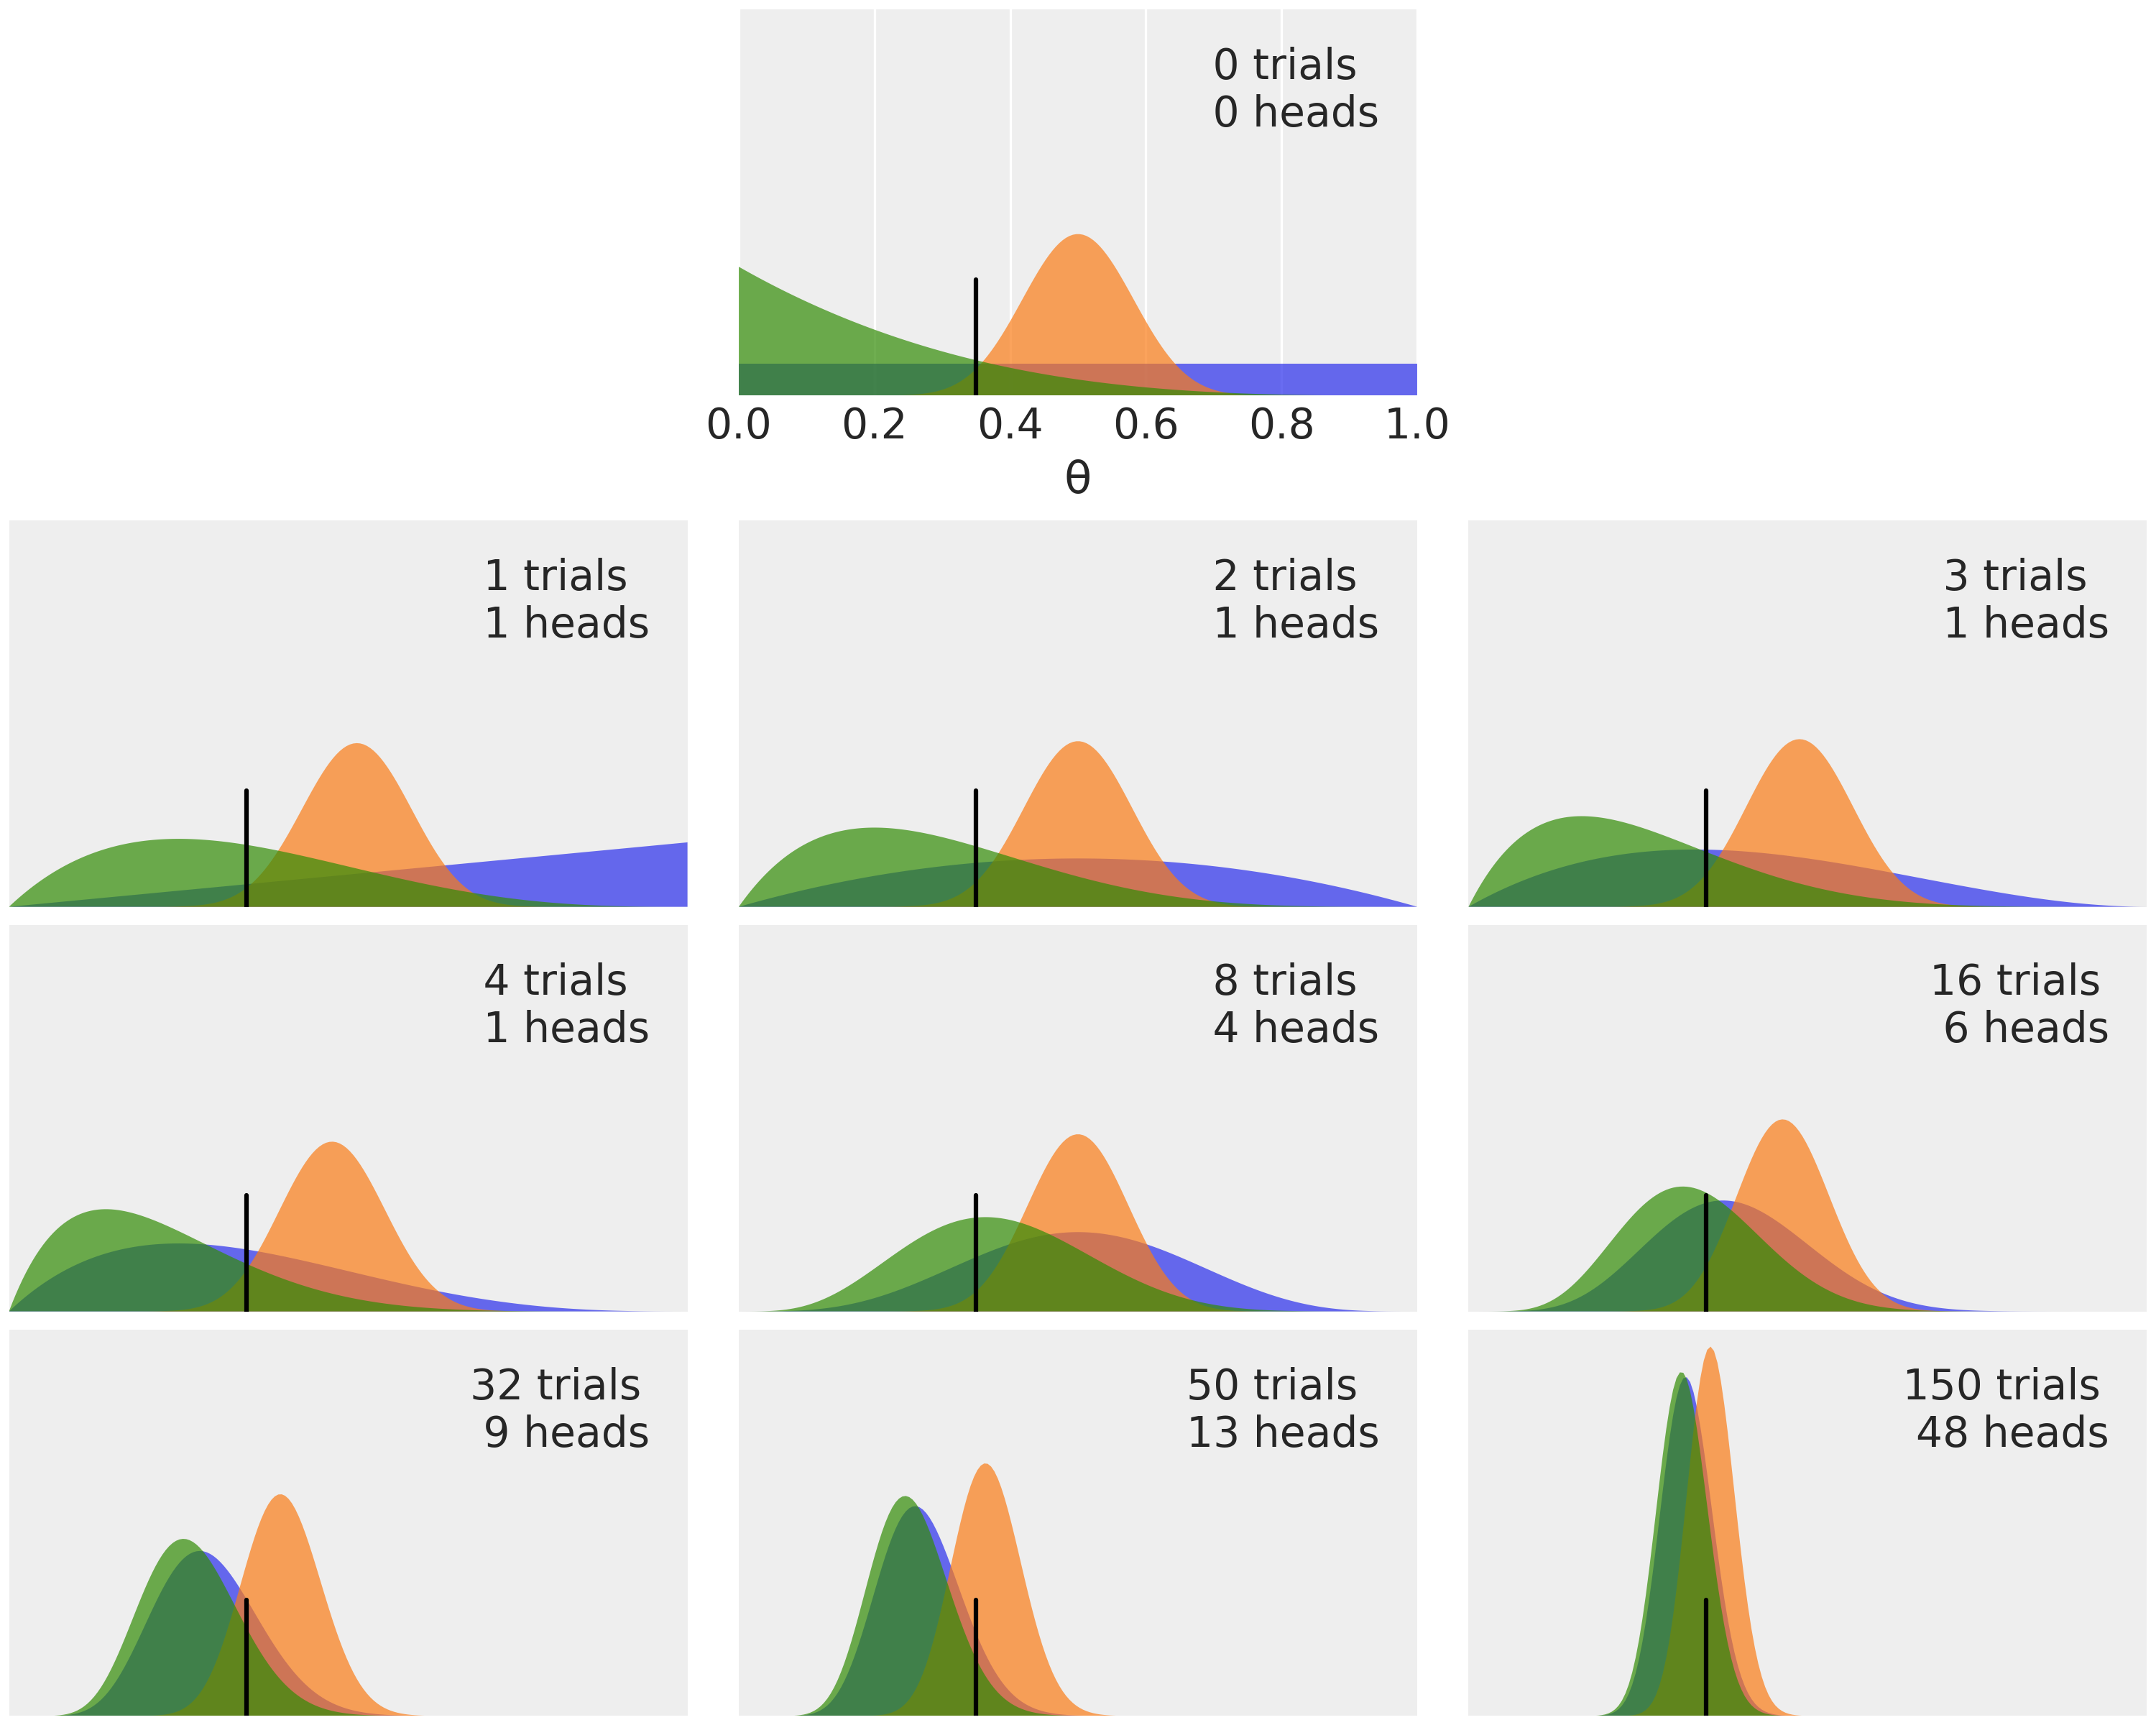 0 trials
0 heads
0.0 0.2 0.4 0.6 0.8 1.0
θ
1 trials
1 heads
2 trials
1 heads
3 trials
1 heads
4 trials
1 heads
8 trials
4 heads
16 trials
6 heads
32 trials
9 heads
50 trials
13 heads
150 trials
48 heads